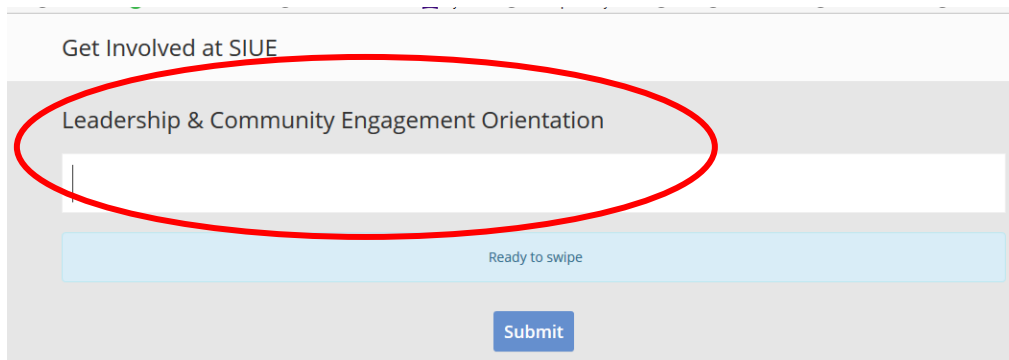 Get Involved at SIUE
Leadership & Community Engagement Orientation
Ready to swipe
Submit